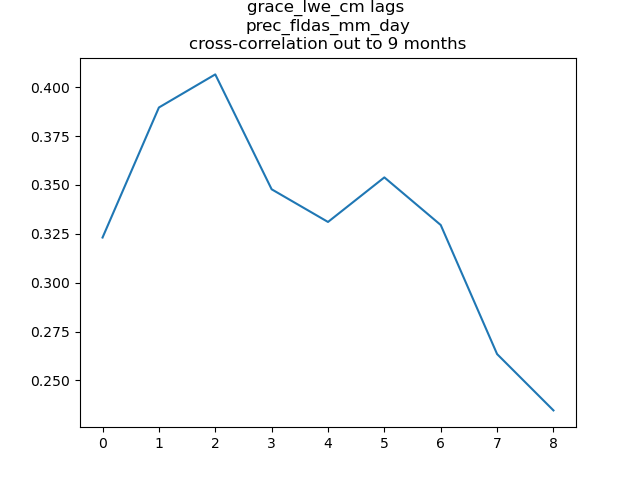 grace_lwe_cm lags
prec_fldas_mm_day
cross-correlation out to 9 months
0.400
0.375
0.350
0.325
0.300
0.275
0.250
0 1 2 3 4 5 6 7 8